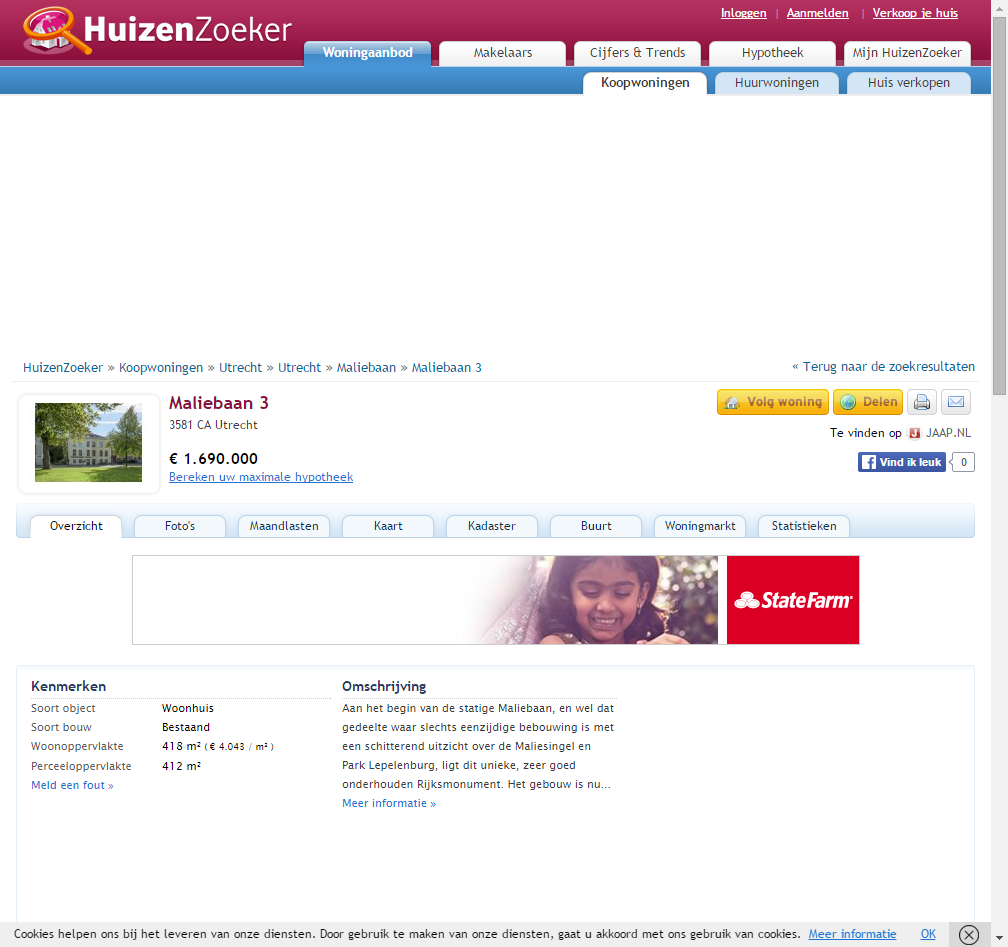 HuizenZoeker
Inloggen | Aanmelden | Verkoop je huis
Woningaanbod Makelaars Cijfers & Trends Hypotheek Mijn HuizenZoeker
Koopwoningen Huurwoningen Huis verkopen
HuizenZoeker » Koopwoningen » Utrecht » Utrecht » Maliebaan » Maliebaan 3
« Terug naar de zoekresultaten
Maliebaan 3
3581 CA Utrecht
€ 1.690.000
Bereken uw maximale hypotheek
Volg woning Delen
Te vinden op JAAP.NL
Vind ik leuk 0
Overzicht Foto's Maandlasten Kaart Kadaster Buurt Woningmarkt Statistieken
StateFarm
Kenmerken
Soort object Woonhuis
Soort bouw Bestaand
Woonoppervlakte 418 m² ( € 4.043 / m² )
Perceeloppervlakte 412 m²
Meld een fout »
Omschrijving
Aan het begin van de statige Maliebaan, en wel dat
gedeelte waar slechts eenzijdige bebouwing is met
een schitterend uitzicht over de Maliesingel en
Park Lepelenburg, ligt dit unieke, zeer goed
onderhouden Rijksmonument. Het gebouw is nu...
Meer informatie »
Cookies helpen ons bij het leveren van onze diensten. Door gebruik te maken van onze diensten, gaat u akkoord met ons gebruik van cookies. Meer informatie OK